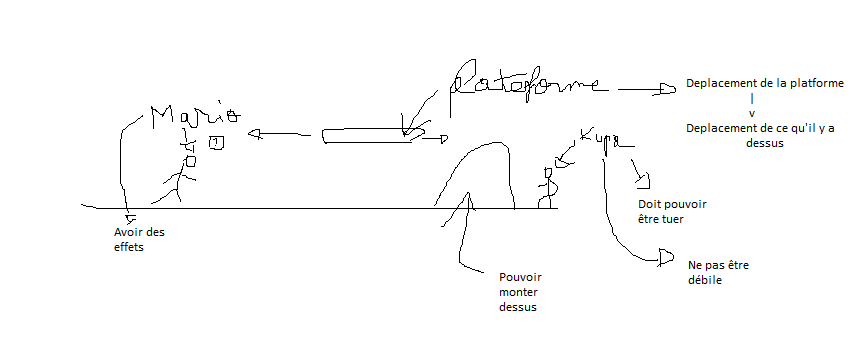 plateforme
Deplacement de la platforme
v
Deplacement de ce qu'il y a
dessus
Mario
?
Kupa
Doit pouvoir
être tuer
Avoir des
effets
Ne pas être
débile
Pouvoir
monter
dessus